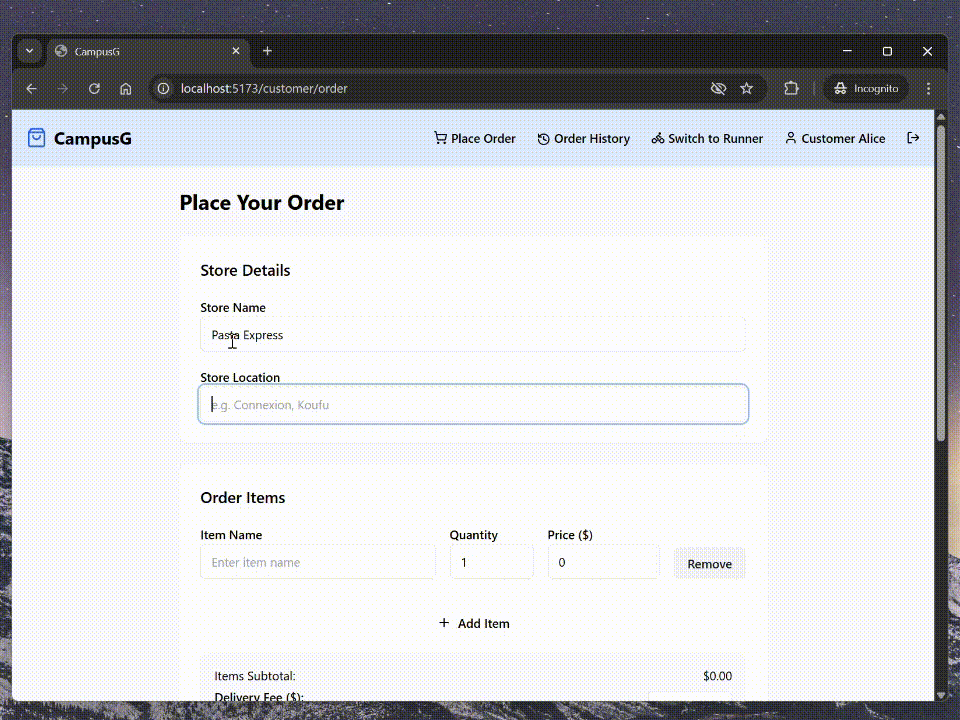 CampusG
localhost:5173/customer/order
Incognito
CampusG
Place Order
Order History
Switch to Runner
Customer Alice
Place Your Order
Store Details
Store Name
Pasta Express
Store Location
e.g. Connexion, Koufu
Order Items
Item Name
Quantity
Price ($)
Enter item name
1
0
Remove
+ Add Item
Items Subtotal:
$0.00
Delivery Fee ($):